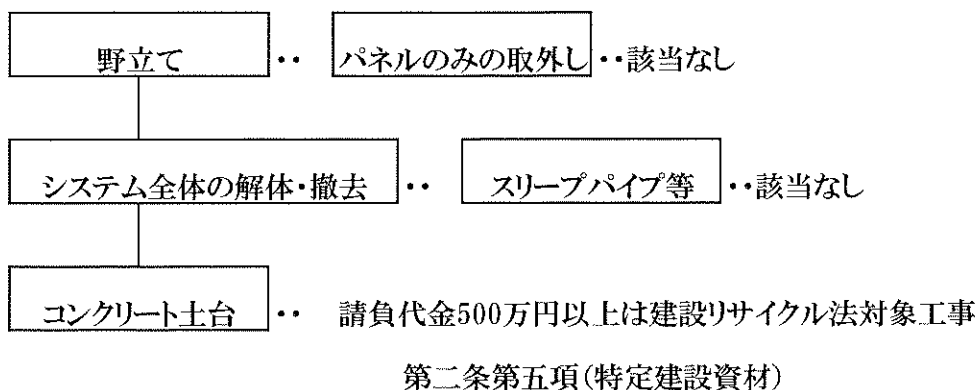 野立て ・・ パネルのみの取外し ・・該当なし
システム全体の解体・撤去 ・・ スリープパイプ等 ・・該当なし
コンクリート土台 ・・ 請負代金500万円以上は建設リサイクル法対象工事
第二条第五項(特定建設資材)